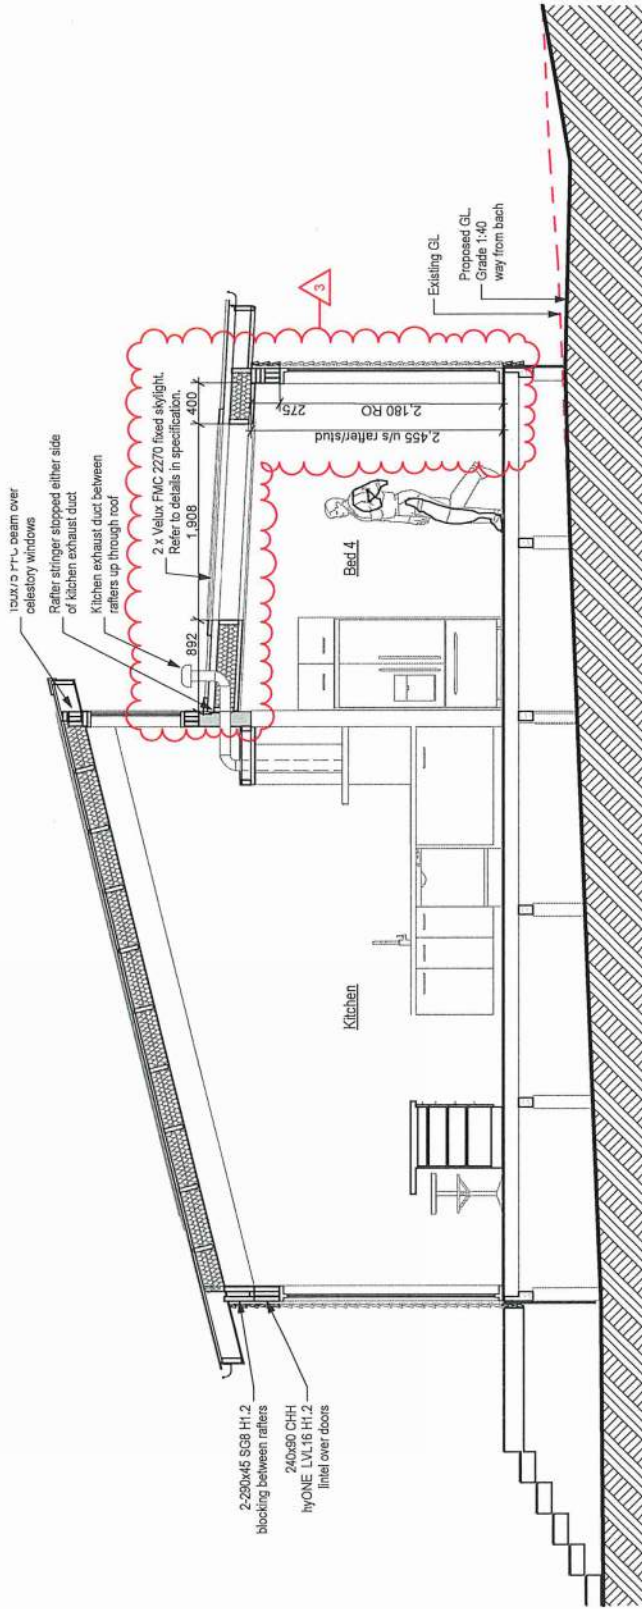 beam over
celestory windows
Rafter stringer stopped either side
of kitchen exhaust duct
Kitchen exhaust duct between
rafters up through roof
2 x Velux FMC 2270 fixed skylight.
Refer to details in specification.
892
1,908
400
275
2,180 RO
2,455 u/s rafter/stud
3
2-290x45 SG8 H1.2
blocking between rafters
240x90 CHH
hyONE LVL16 H1.2
lintel over doors
Kitchen
Bed 4
Existing GL
Proposed GL.
Grade 1:40
way from bach